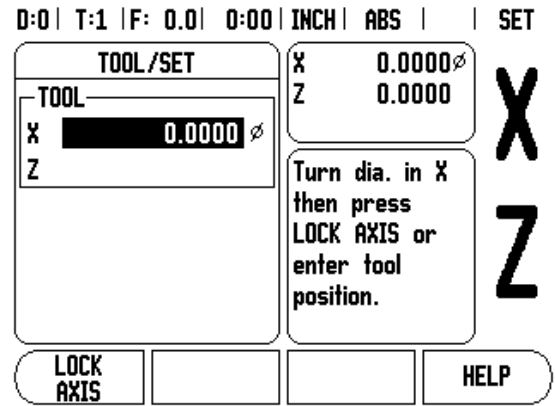 D:0 | T:1 | F: 0.0 | 0:00 | INCH | ABS | | SET
TOOL/SET
TOOL
X 0.0000 ⌀
Z
X 0.0000⌀
Z 0.0000
Turn dia. in X
then press
LOCK AXIS or
enter tool
position.
X
Z
LOCK
AXIS
HELP